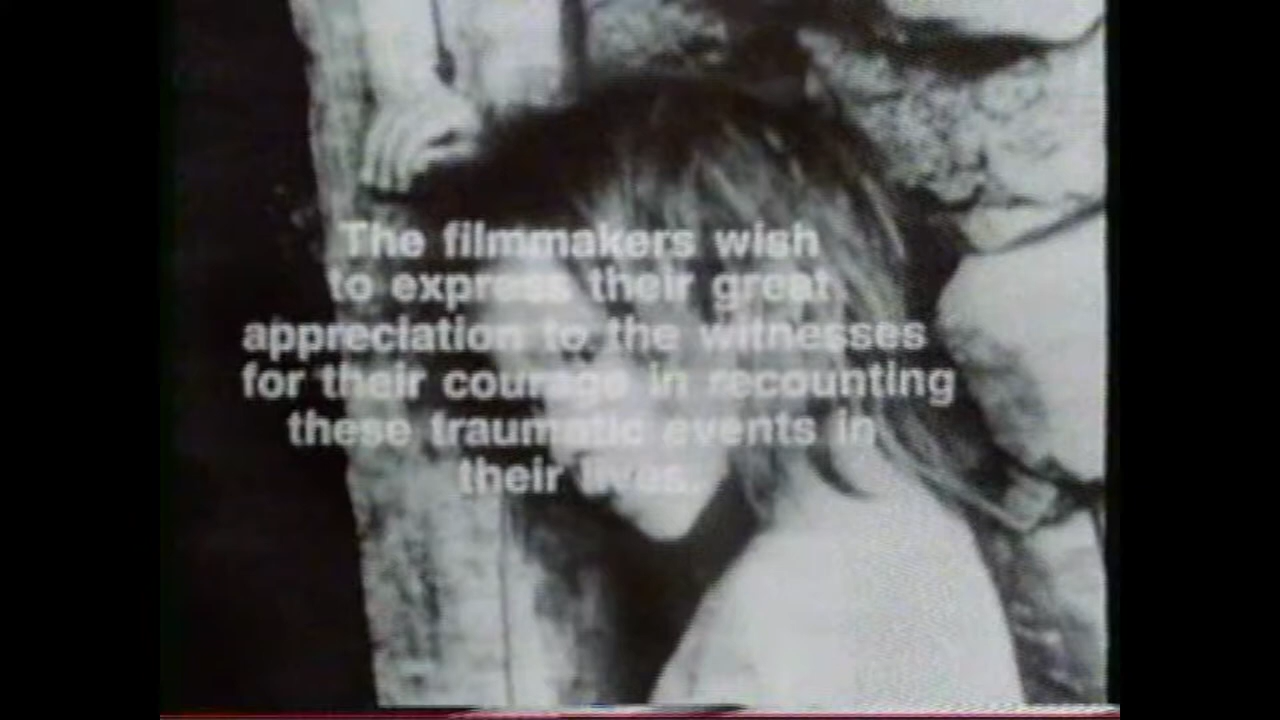 The filmmakers wish
to express their great
appreciation to the witnesses
for their courage in recounting
these traumatic events in
their lives.